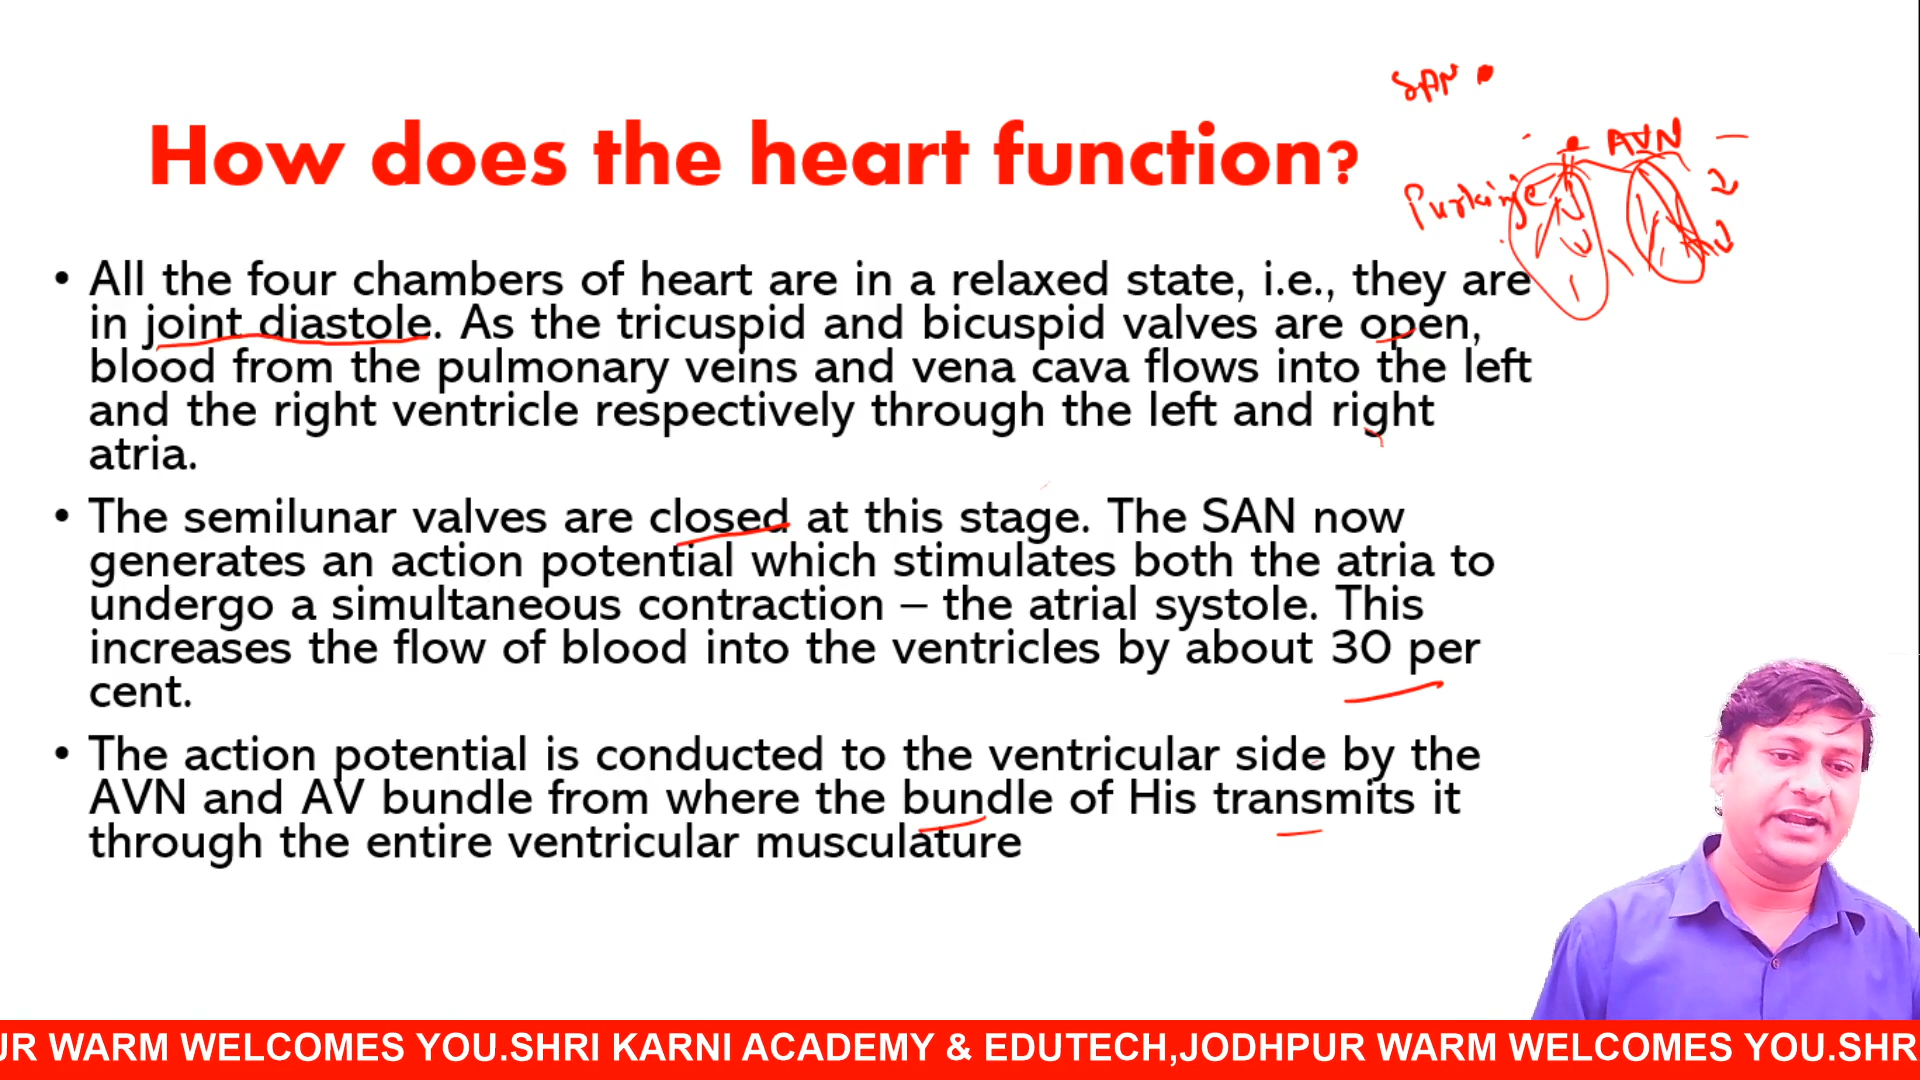 SAN
How does the heart function?
AVN
Purkinje
• All the four chambers of heart are in a relaxed state, i.e., they are
in joint diastole. As the tricuspid and bicuspid valves are open,
blood from the pulmonary veins and vena cava flows into the left
and the right ventricle respectively through the left and right
atria.
• The semilunar valves are closed at this stage. The SAN now
generates an action potential which stimulates both the atria to
undergo a simultaneous contraction – the atrial systole. This
increases the flow of blood into the ventricles by about 30 per
cent.
• The action potential is conducted to the ventricular side by the
AVN and AV bundle from where the bundle of His transmits it
through the entire ventricular musculature
UR WARM WELCOMES YOU.SHRI KARNI ACADEMY & EDUTECH,JODHPUR WARM WELCOMES YOU.SHR